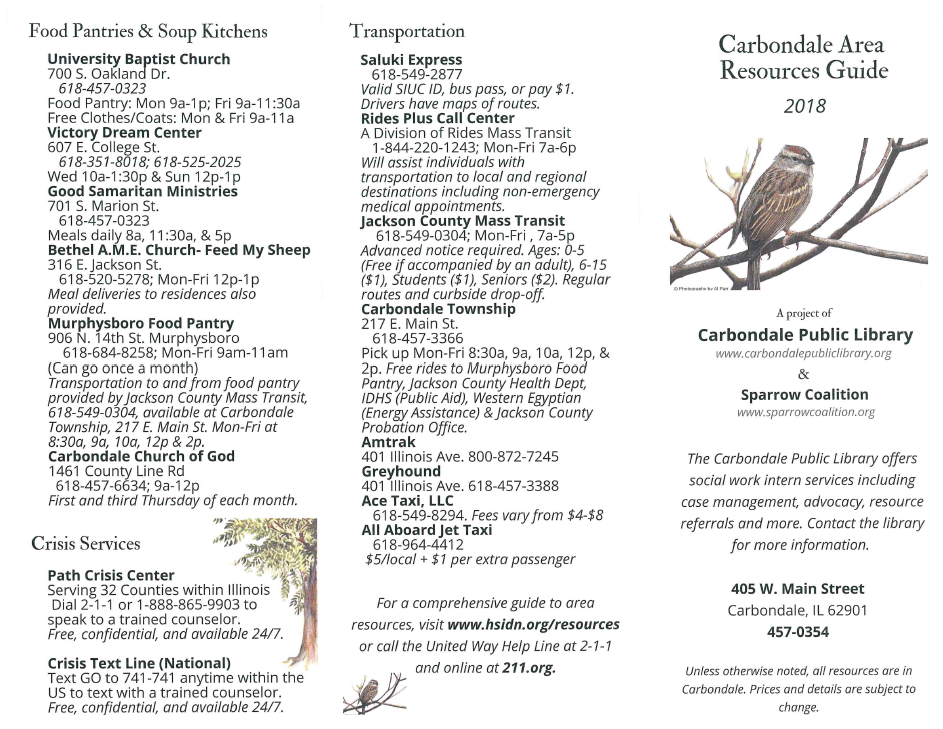 Food Pantries & Soup Kitchens
University Baptist Church
700 S. Oakland Dr.
618-457-0323
Food Pantry: Mon 9a-1p; Fri 9a-11:30a
Free Clothes/Coats: Mon & Fri 9a-11a
Victory Dream Center
607 E. College St.
618-351-8018; 618-525-2025
Wed 10a-1:30p & Sun 12p-1p
Good Samaritan Ministries
701 S. Marion St.
618-457-0323
Meals daily 8a, 11:30a, & 5p
Bethel A.M.E. Church- Feed My Sheep
316 E. Jackson St.
618-520-5278; Mon-Fri 12p-1p
Meal deliveries to residences also
provided.
Murphysboro Food Pantry
906 N. 14th St. Murphysboro
618-684-8258; Mon-Fri 9am-11am
(Can go once a month)
Transportation to and from food pantry
provided by Jackson County Mass Transit,
618-549-0304, available at Carbondale
Township, 217 E. Main St. Mon-Fri at
8:30a, 9a, 10a, 12p & 2p.
Carbondale Church of God
1461 County Line Rd
618-457-6634; 9a-12p
First and third Thursday of each month.
Crisis Services
Path Crisis Center
Serving 32 Counties within Illinois
Dial 2-1-1 or 1-888-865-9903 to
speak to a trained counselor.
Free, confidential, and available 24/7.
Crisis Text Line (National)
Text GO to 741-741 anytime within the
US to text with a trained counselor.
Free, confidential, and available 24/7.
Transportation
Saluki Express
618-549-2877
Valid SIUC ID, bus pass, or pay $1.
Drivers have maps of routes.
Rides Plus Call Center
A Division of Rides Mass Transit
1-844-220-1243; Mon-Fri 7a-6p
Will assist individuals with
transportation to local and regional
destinations including non-emergency
medical appointments.
Jackson County Mass Transit
618-549-0304; Mon-Fri , 7a-5p
Advanced notice required. Ages: 0-5
(Free if accompanied by an adult), 6-15
($1), Students ($1), Seniors ($2). Regular
routes and curbside drop-off.
Carbondale Township
217 E. Main St.
618-457-3366
Pick up Mon-Fri 8:30a, 9a, 10a, 12p, &
2p. Free rides to Murphysboro Food
Pantry, Jackson County Health Dept,
IDHS (Public Aid), Western Egyptian
(Energy Assistance) & Jackson County
Probation Office.
Amtrak
401 Illinois Ave. 800-872-7245
Greyhound
401 Illinois Ave. 618-457-3388
Ace Taxi, LLC
618-549-8294. Fees vary from $4-$8
All Aboard Jet Taxi
618-964-4412
$5/local + $1 per extra passenger
For a comprehensive guide to area
resources, visit www.hsidn.org/resources
or call the United Way Help Line at 2-1-1
and online at 211.org.
Carbondale Area
Resources Guide
2018
© Photography by Al Parr
A project of
Carbondale Public Library
www.carbondalepubliclibrary.org
&
Sparrow Coalition
www.sparrowcoalition.org
The Carbondale Public Library offers
social work intern services including
case management, advocacy, resource
referrals and more. Contact the library
for more information.
405 W. Main Street
Carbondale, IL 62901
457-0354
Unless otherwise noted, all resources are in
Carbondale. Prices and details are subject to
change.